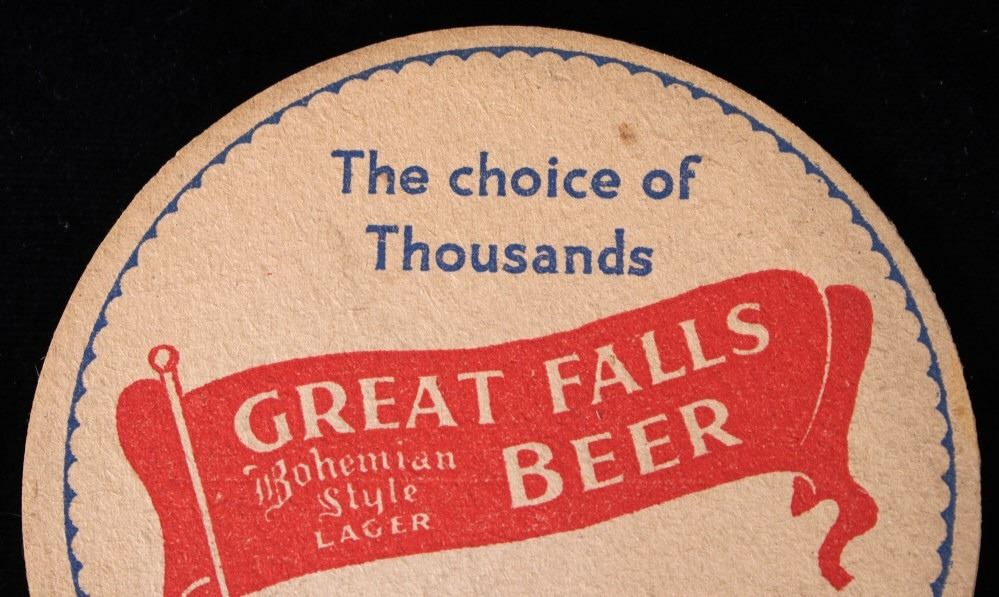 The choice of
Thousands
GREAT FALLS
BEER
Bohemian
Style
LAGER